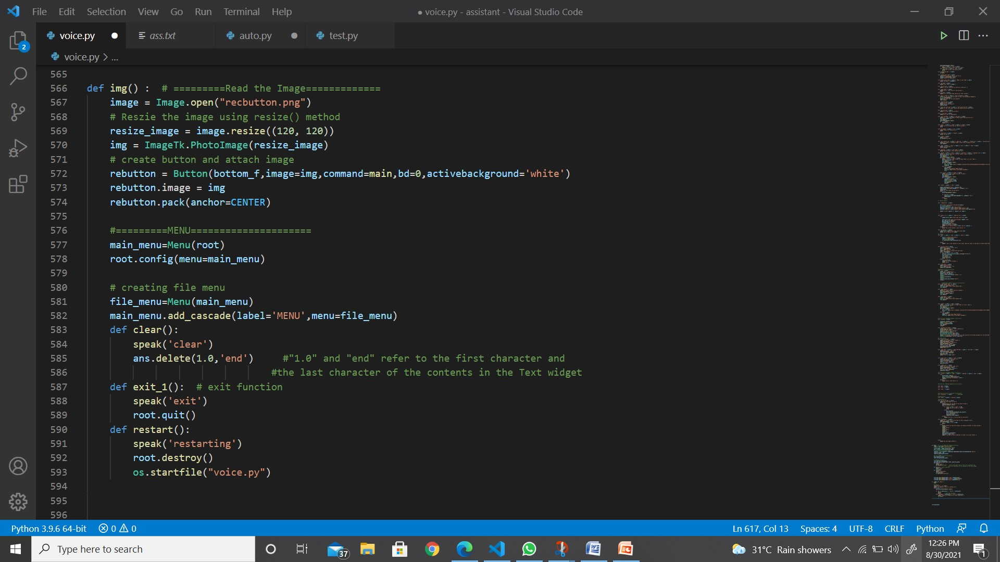 File Edit Selection View Go Run Terminal Help
● voice.py - assistant - Visual Studio Code
voice.py
ass.txt
auto.py
test.py
2
voice.py > ...
565
566 def img() :  # =========Read the Image=============
567     image = Image.open("recbutton.png")
568     # Reszie the image using resize() method
569     resize_image = image.resize((120, 120))
570     img = ImageTk.PhotoImage(resize_image)
571     # create button and attach image
572     rebutton = Button(bottom_f,image=img,command=main,bd=0,activebackground='white')
573     rebutton.image = img
574     rebutton.pack(anchor=CENTER)
575
576     #=========MENU=====================
577     main_menu=Menu(root)
578     root.config(menu=main_menu)
579
580     # creating file menu
581     file_menu=Menu(main_menu)
582     main_menu.add_cascade(label='MENU',menu=file_menu)
583     def clear():
584         speak('clear')
585         ans.delete(1.0,'end')     #"1.0" and "end" refer to the first character and
586                                 #the last character of the contents in the Text widget
587     def exit_1():  # exit function
588         speak('exit')
589         root.quit()
590     def restart():
591         speak('restarting')
592         root.destroy()
593         os.startfile("voice.py")
594
595
596
Python 3.9.6 64-bit 0 0 Ln 617, Col 13 Spaces: 4 UTF-8 CRLF Python
Type here to search
37
31°C Rain showers
12:26 PM
8/30/2021
1